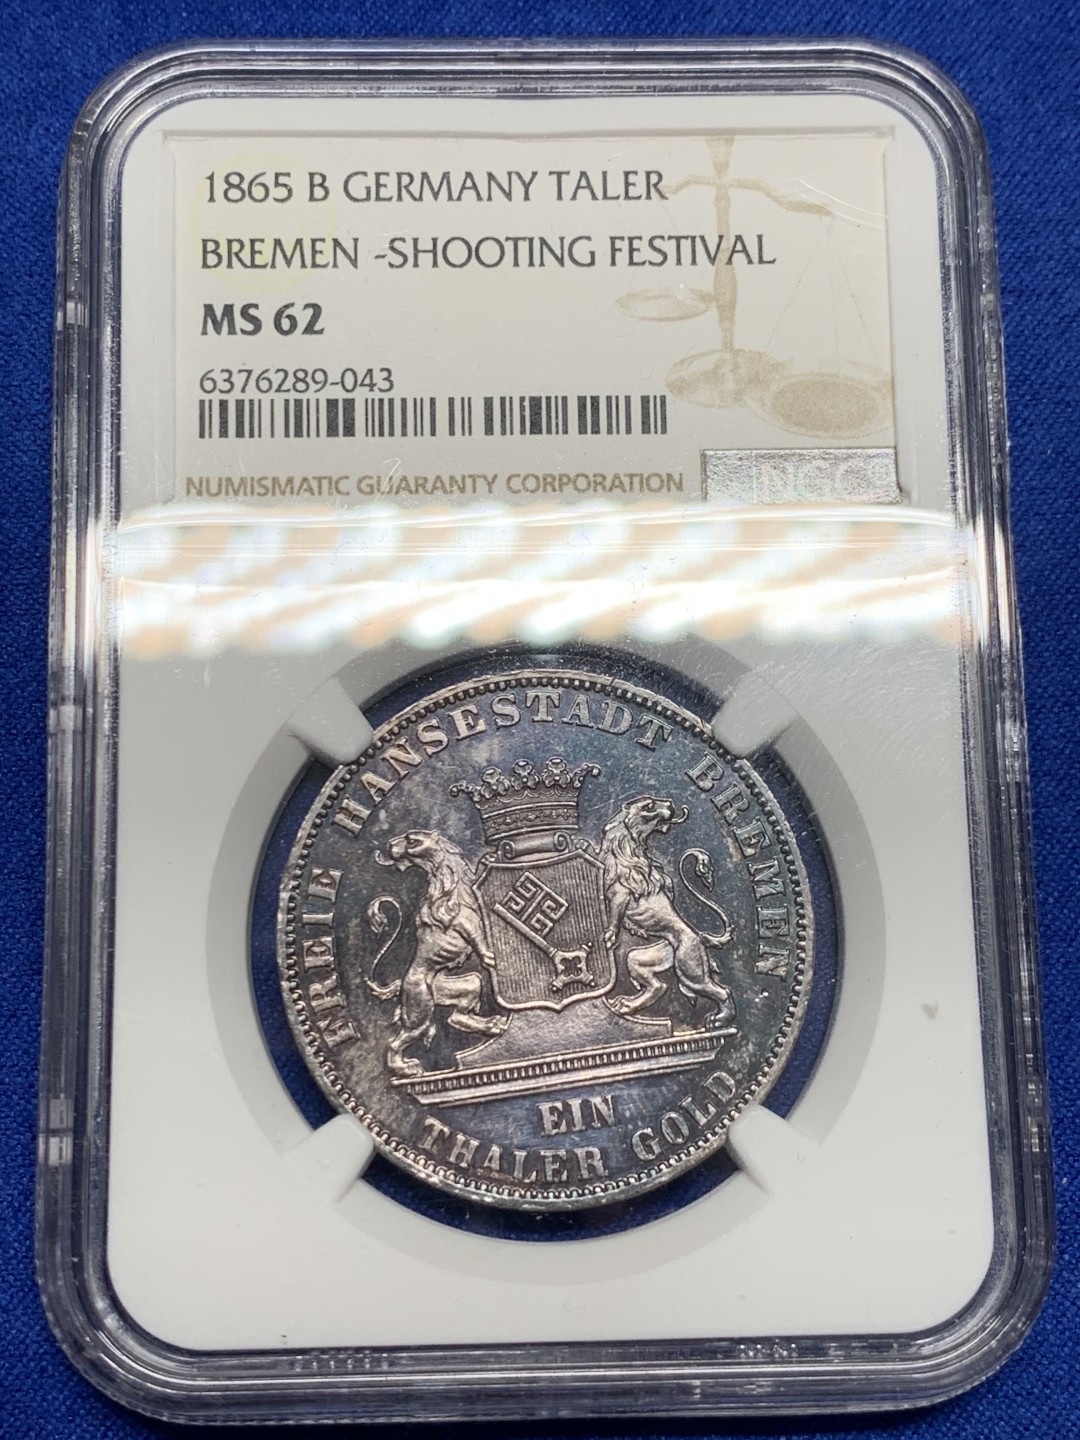 1865 B GERMANY TALER
BREMEN -SHOOTING FESTIVAL
MS 62
6376289-043
NUMISMATIC GUARANTY CORPORATION
NGC
FREIE HANSESTADT BREMEN.
EIN
THALER GOLD